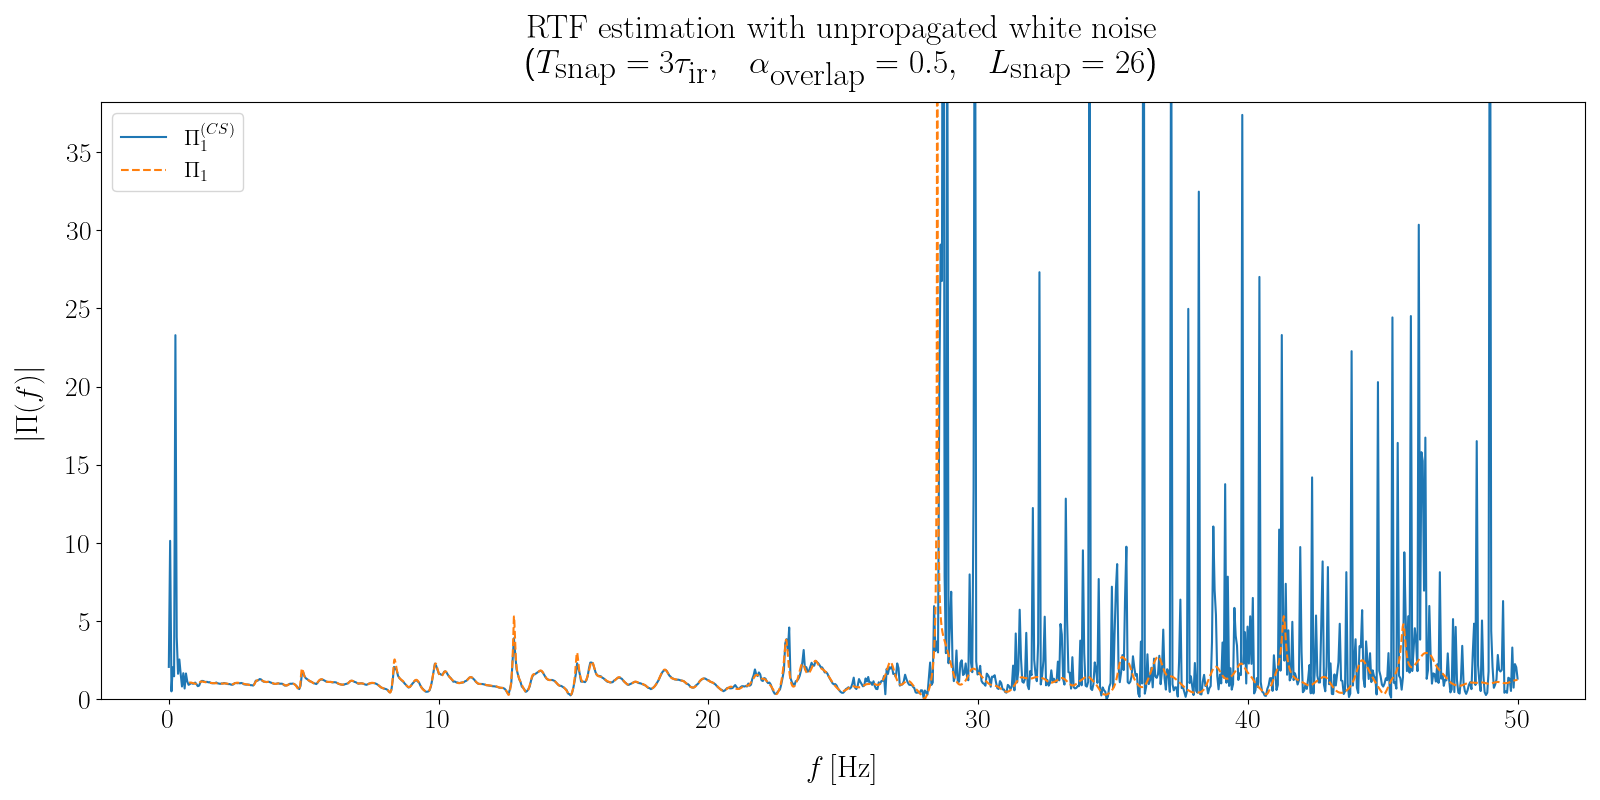 RTF estimation with unpropagated white noise
(T_snap = 3τ_ir, α_overlap = 0.5, L_snap = 26)
Π_1^(CS)
Π_1
35
30
25
20
15
10
5
0
|Π(f)|
0 10 20 30 40 50
f [Hz]